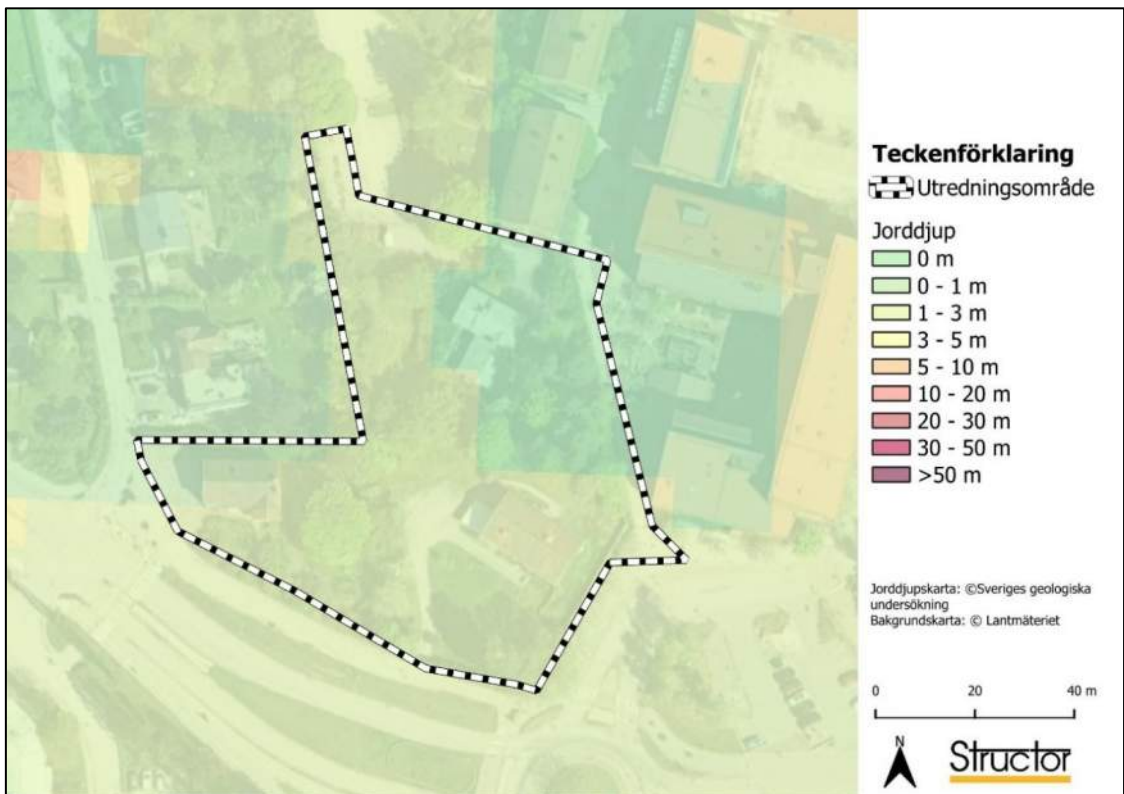 Teckenförklaring
Utredningsområde
Jorddjup
0 m
0 - 1 m
1 - 3 m
3 - 5 m
5 - 10 m
10 - 20 m
20 - 30 m
30 - 50 m
>50 m
Jorddjupskarta: ©Sveriges geologiska
undersökning
Bakgrundskarta: © Lantmäteriet
0 20 40 m
N
Structor